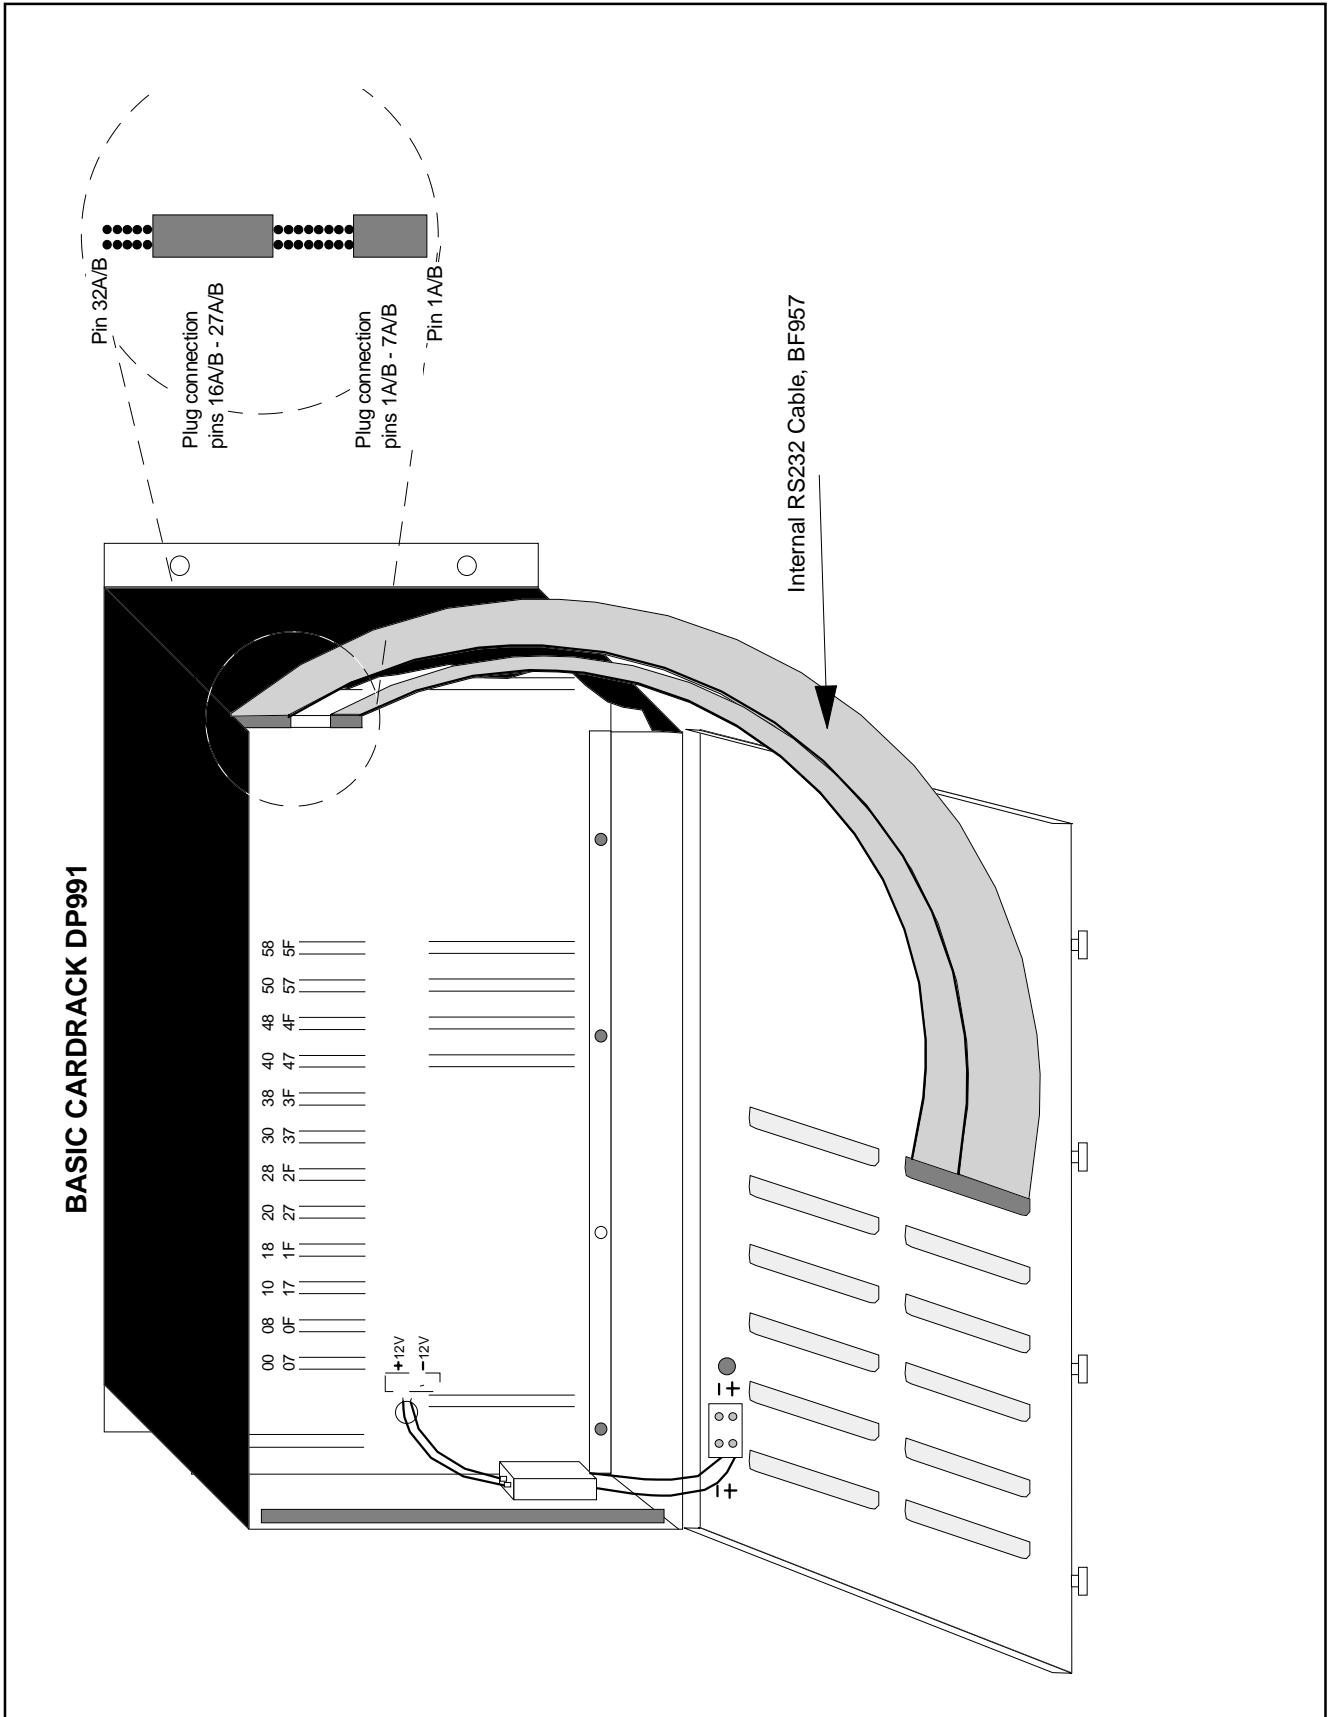 BASIC CARDRACK DP991
Pin 32A/B
Plug connection
pins 16A/B - 27A/B
Plug connection
pins 1A/B - 7A/B
Pin 1A/B
Internal RS232 Cable, BF957
00 08 10 18 20 28 30 38 40 48 50 58
07 0F 17 1F 27 2F 37 3F 47 4F 57 5F
+12V
-12V
- +
- +